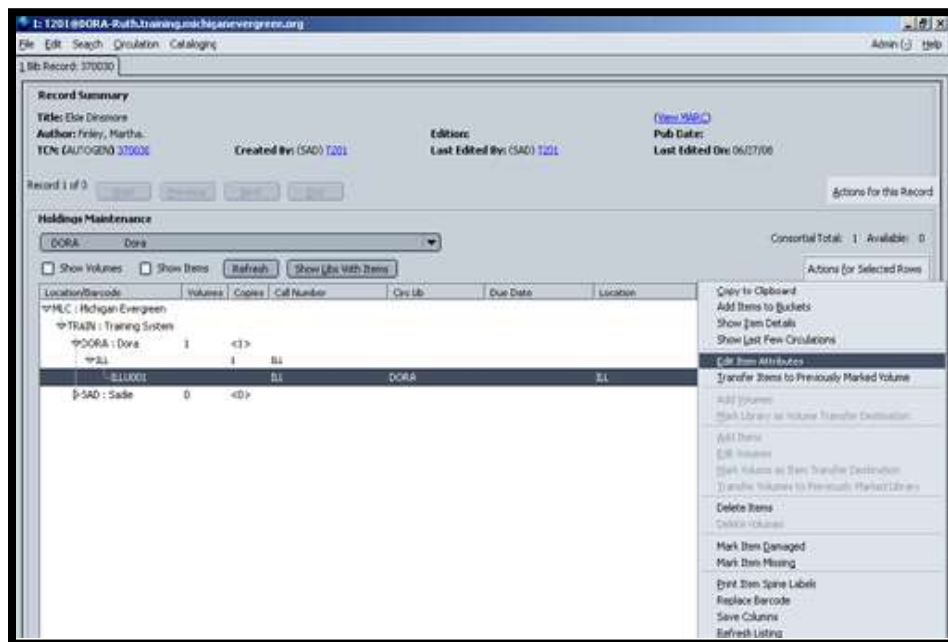 1: T201@DORA-Ruth.training.michiganevergreen.org
File Edit Search Circulation Cataloging Admin (-) Help
1 Bib Record: 370030
Record Summary
Title: Elsie Dinsmore (View MARC)
Author: Finley, Martha. Edition: Pub Date:
TCN: (AUTOGEN) 370030 Created By: (SAD) T201 Last Edited By: (SAD) T201 Last Edited On: 06/27/08
Record 1 of 0 Start Previous Next End Actions for this Record
Holdings Maintenance
DORA Dora Consortial Total: 1 Available: 0
Show Volumes Show Items Refresh Show Libs With Items Actions for Selected Rows
Location/Barcode Volumes Copies Call Number Circ Lib Due Date Location
MLC : Michigan Evergreen
TRAIN : Training System
DORA : Dora 1 <1>
ILL 1 ILL
ILLU001 ILL DORA ILL
SAD : Sadie 0 <0>
Copy to Clipboard
Add Items to Buckets
Show Item Details
Show Last Few Circulations
Edit Item Attributes
Transfer Items to Previously Marked Volume
Add Volumes
Mark Library as Volume Transfer Destination
Add Items
Edit Volumes
Mark Volume as Item Transfer Destination
Transfer Volumes to Previously Marked Library
Delete Items
Delete Volumes
Mark Item Damaged
Mark Item Missing
Print Item Spine Labels
Replace Barcode
Save Columns
Refresh Listing